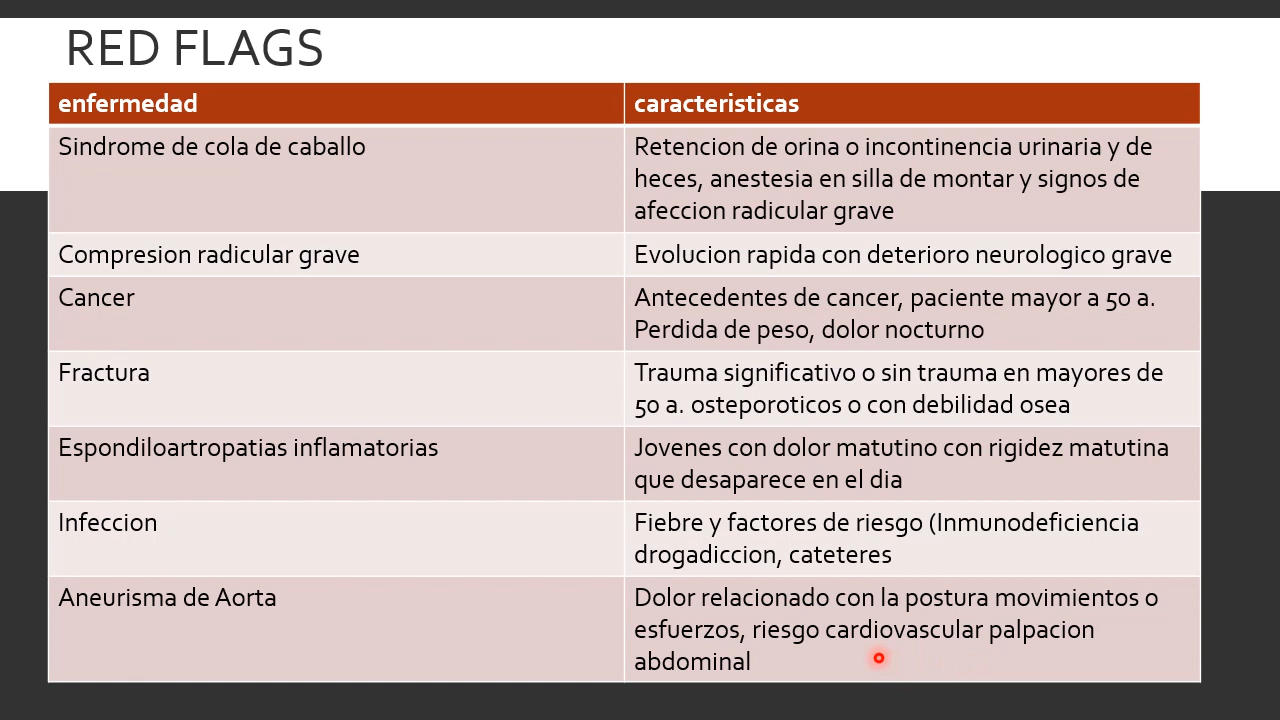 RED FLAGS
enfermedad
caracteristicas
Sindrome de cola de caballo
Retencion de orina o incontinencia urinaria y de
heces, anestesia en silla de montar y signos de
afeccion radicular grave
Compresion radicular grave
Evolucion rapida con deterioro neurologico grave
Cancer
Antecedentes de cancer, paciente mayor a 50 a.
Perdida de peso, dolor nocturno
Fractura
Trauma significativo o sin trauma en mayores de
50 a. osteporoticos o con debilidad osea
Espondiloartropatias inflamatorias
Jovenes con dolor matutino con rigidez matutina
que desaparece en el dia
Infeccion
Fiebre y factores de riesgo (Inmunodeficiencia
drogadiccion, cateteres
Aneurisma de Aorta
Dolor relacionado con la postura movimientos o
esfuerzos, riesgo cardiovascular palpacion
abdominal